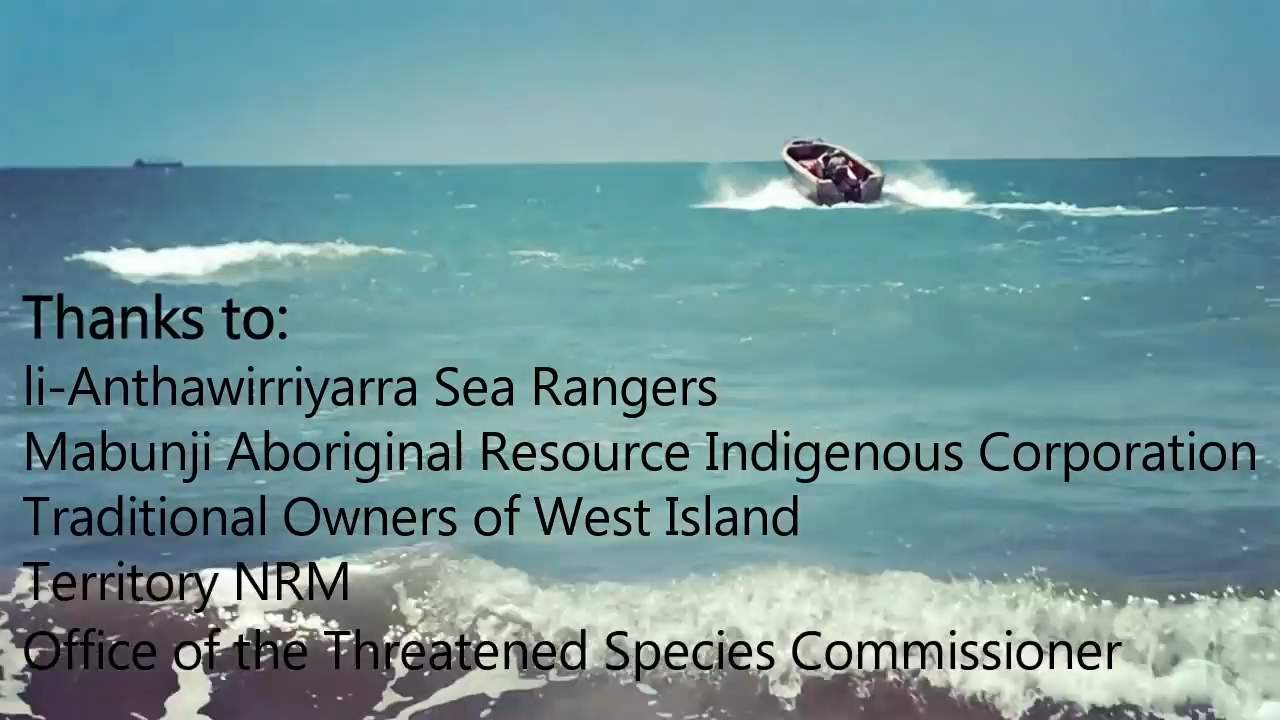 Thanks to:
li-Anthawirriyarra Sea Rangers
Mabunji Aboriginal Resource Indigenous Corporation
Traditional Owners of West Island
Territory NRM
Office of the Threatened Species Commissioner